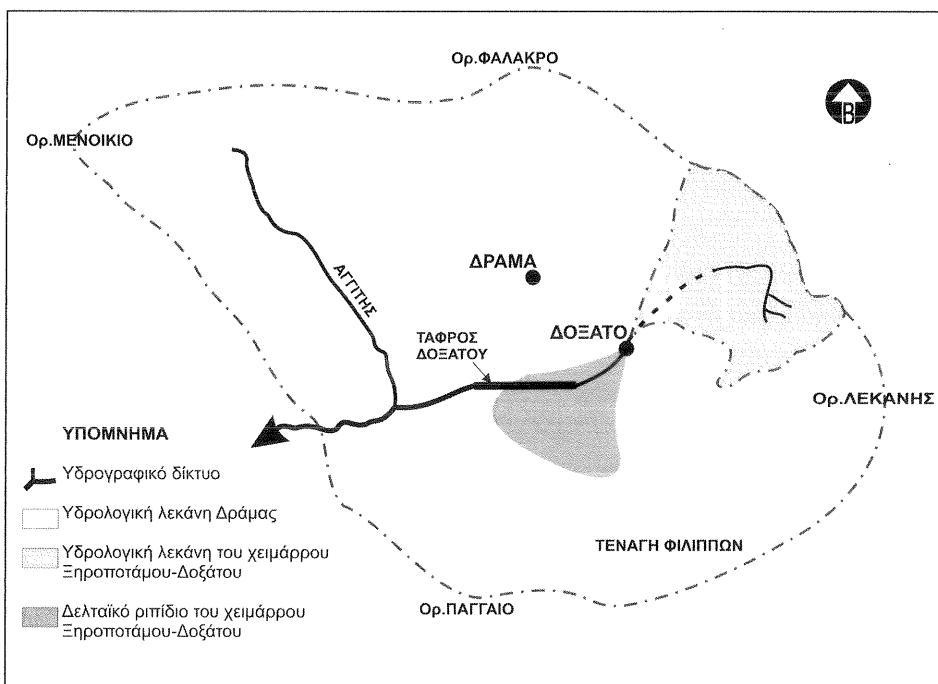 Ορ.ΦΑΛΑΚΡΟ
Β
Ορ.ΜΕΝΟΙΚΙΟ
ΑΓΓΙΤΗΣ
ΔΡΑΜΑ
ΔΟΞΑΤΟ
ΤΑΦΡΟΣ
ΔΟΞΑΤΟΥ
Ορ.ΛΕΚΑΝΗΣ
ΥΠΟΜΝΗΜΑ
Υδρογραφικό δίκτυο
Υδρολογική λεκάνη Δράμας
Υδρολογική λεκάνη του χειμάρρου
Ξηροποτάμου-Δοξάτου
Δελταϊκό ριπίδιο του χειμάρρου
Ξηροποτάμου-Δοξάτου
ΤΕΝΑΓΗ ΦΙΛΙΠΠΩΝ
Ορ.ΠΑΓΓΑΙΟ